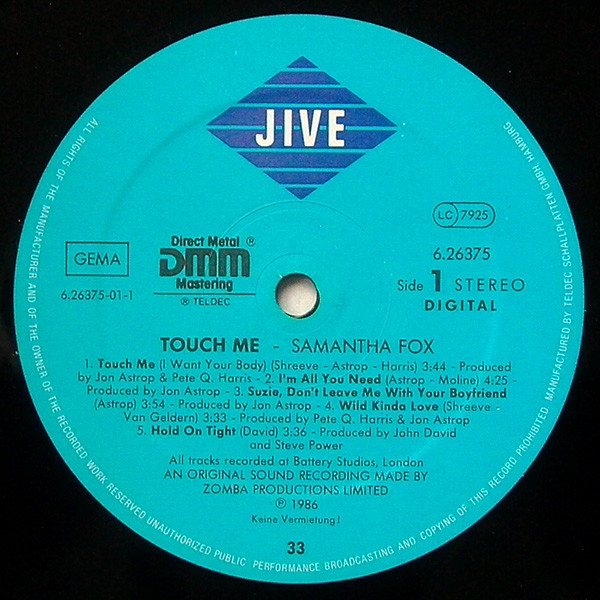 JIVE
LC 7925
GEMA
6.26375-01-1
Direct Metal ®
DMM
Mastering
® TELDEC
6.26375
Side 1 STEREO
DIGITAL
TOUCH ME - SAMANTHA FOX
1. Touch Me (I Want Your Body) (Shreeve - Astrop - Harris) 3:44 - Produced
by Jon Astrop & Pete Q. Harris - 2. I'm All You Need (Astrop - Moline) 4:25 -
Produced by Jon Astrop - 3. Suzie, Don't Leave Me With Your Boyfriend
(Astrop) 3:54 - Produced by Jon Astrop - 4. Wild Kinda Love (Shreeve -
Van Geldern) 3:33 - Produced by Pete Q. Harris & Jon Astrop
5. Hold On Tight (David) 3:36 - Produced by John David
and Steve Power
All tracks recorded at Battery Studios, London
AN ORIGINAL SOUND RECORDING MADE BY
ZOMBA PRODUCTIONS LIMITED
℗ 1986
Keine Vermietung!
33
ALL RIGHTS OF THE MANUFACTURER AND OF THE OWNER OF THE RECORDED WORK RESERVED UNAUTHORIZED PUBLIC PERFORMANCE BROADCASTING AND COPYING OF THIS RECORD PROHIBITED MANUFACTURED BY TELDEC SCHALLPLATTEN GMBH, HAMBURG